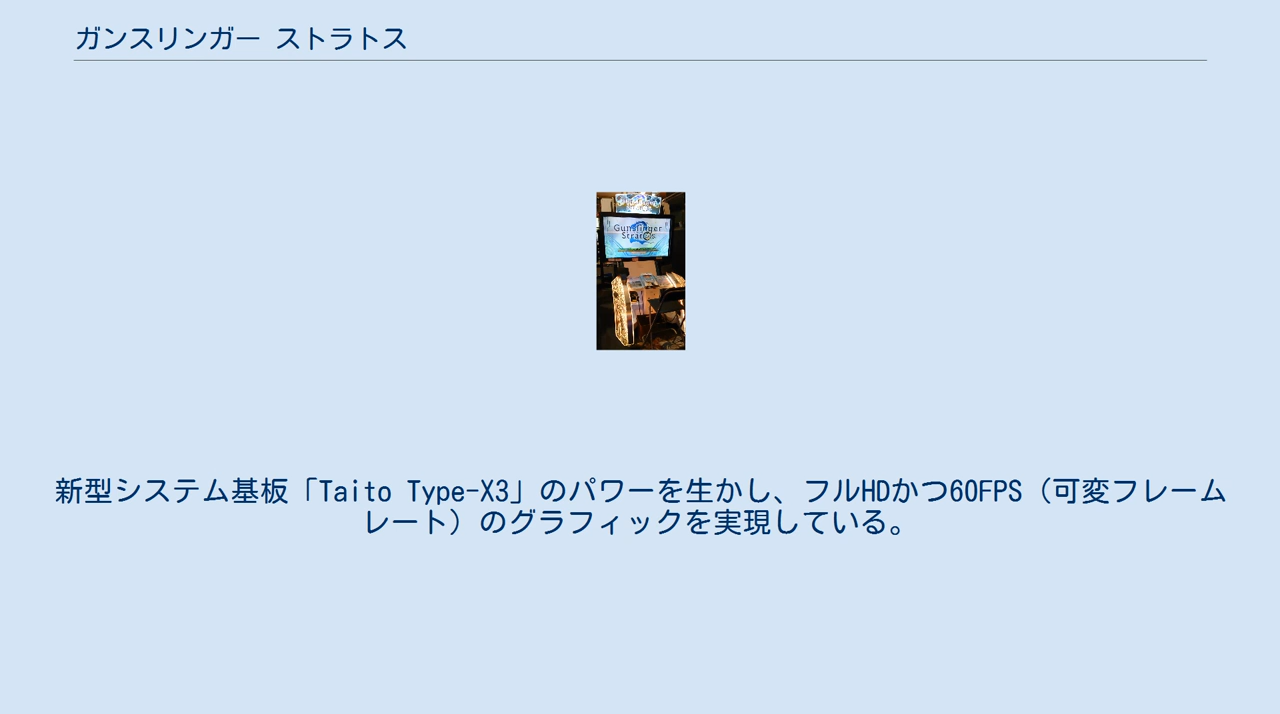 ガンスリンガー ストラトス
Gunslinger
Stratos
新型システム基板「Taito Type-X3」のパワーを生かし、フルHDかつ60FPS（可変フレーム
レート）のグラフィックを実現している。